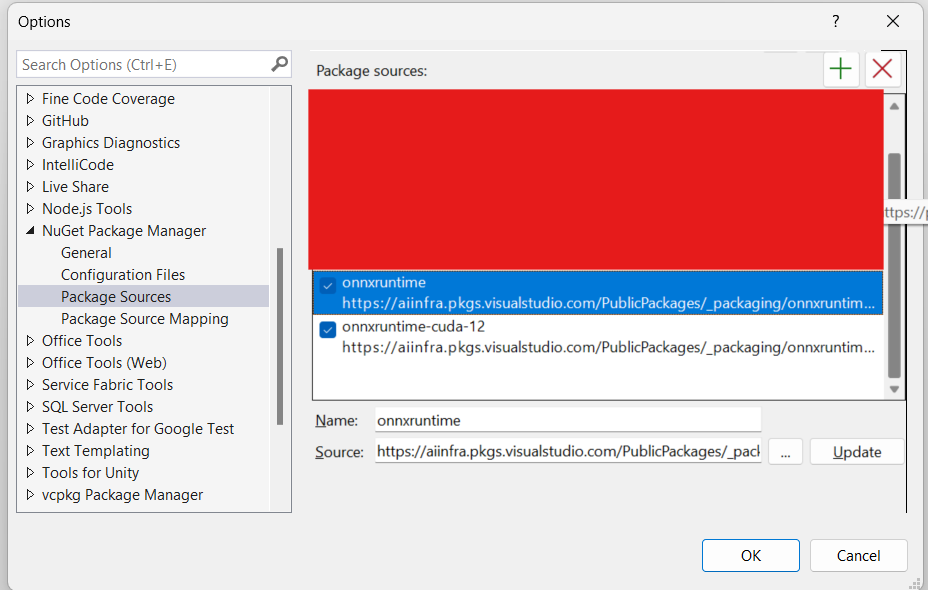 Options
?
Search Options (Ctrl+E)
Fine Code Coverage
GitHub
Graphics Diagnostics
IntelliCode
Live Share
Node.js Tools
NuGet Package Manager
General
Configuration Files
Package Sources
Package Source Mapping
Office Tools
Office Tools (Web)
Service Fabric Tools
SQL Server Tools
Test Adapter for Google Test
Text Templating
Tools for Unity
vcpkg Package Manager
Package sources:
ttps://p
onnxruntime
https://aiinfra.pkgs.visualstudio.com/PublicPackages/_packaging/onnxruntim...
onnxruntime-cuda-12
https://aiinfra.pkgs.visualstudio.com/PublicPackages/_packaging/onnxruntim...
Name: onnxruntime
Source: https://aiinfra.pkgs.visualstudio.com/PublicPackages/_pack ... Update
OK Cancel